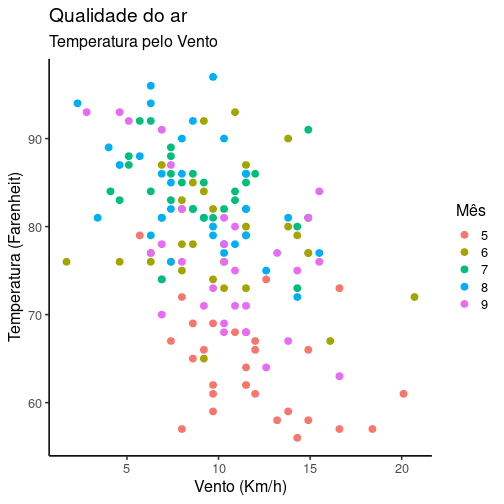 Qualidade do ar
Temperatura pelo Vento
Temperatura (Farenheit)
90
80
70
60
5
10
15
20
Vento (Km/h)
Mês
5
6
7
8
9